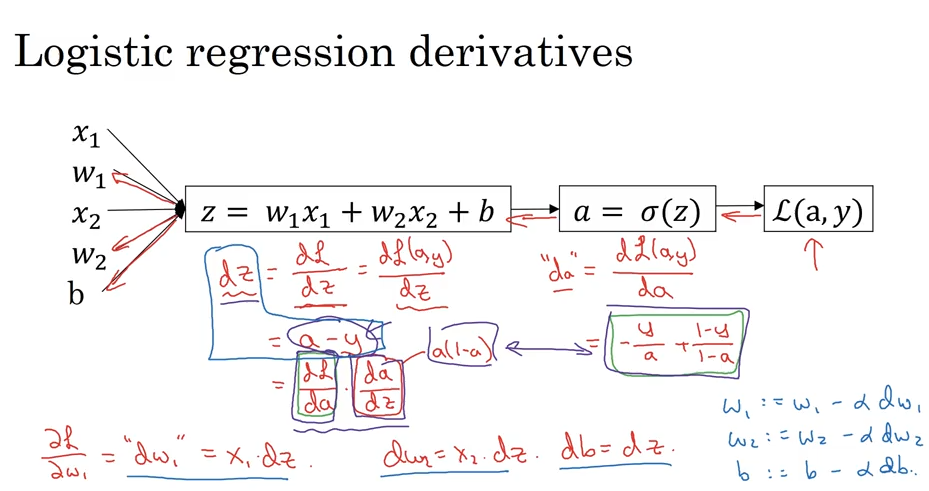 Logistic regression derivatives
x₁
w₁
x₂
w₂
b
z = w₁x₁ + w₂x₂ + b
a = σ(z)
ℒ(a, y)
dz = dℒ/dz = dℒ(a,y)/dz
"da" = dℒ(a,y)/da
= a - y
a(1-a)
= -y/a + (1-y)/(1-a)
= dℒ/da · da/dz
∂ℒ/∂w₁ = "dw₁" = x₁·dz.
dw₂ = x₂·dz.
db = dz.
w₁ := w₁ - α dw₁
w₂ := w₂ - α dw₂
b := b - α db.